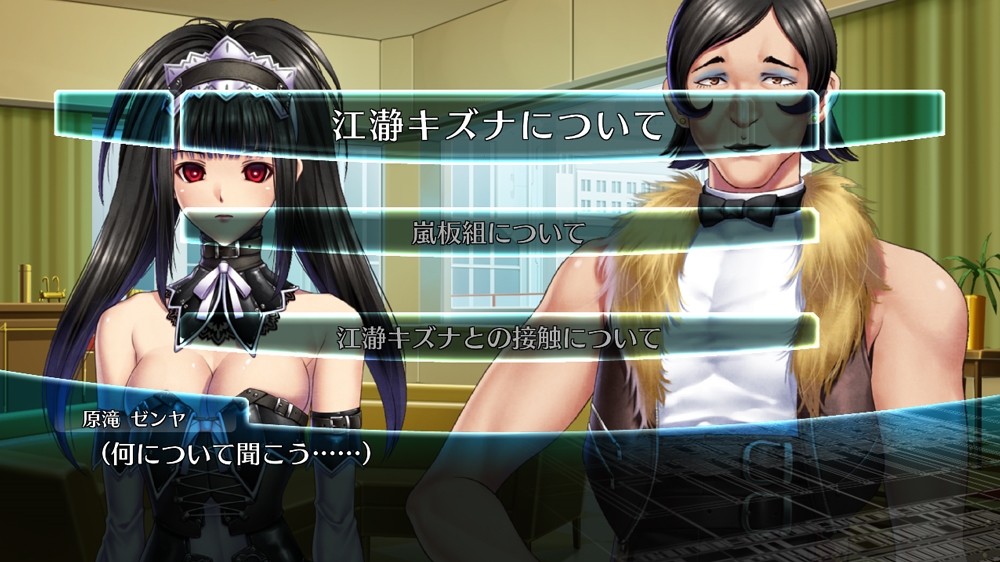 江瀞キズナについて
嵐板組について
江瀞キズナとの接触について
原滝 ゼンヤ
(何について聞こう……)